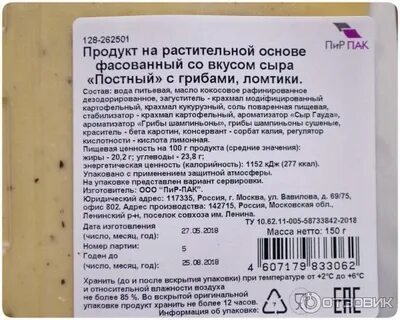 128-262501
Продукт на растительной основе
фасованный со вкусом сыра
«Постный» с грибами, ломтики.
ПиР ПАК
Состав: вода питьевая, масло кокосовое рафинированное
дезодорированное, загуститель - крахмал модифицированный
картофельный, крахмал кукурузный, соль поваренная пищевая,
стабилизатор - крахмал картофельный, ароматизатор «Сыр Гауда»,
ароматизатор «Грибы шампиньоны», грибы шампиньоны сушеные,
краситель - бета каротин, консервант - сорбат калия, регулятор
кислотности - кислота лимонная.
Пищевая ценность на 100 г продукта (средние значения):
жиры - 20,2 г; углеводы - 23,8 г;
энергетическая ценность (калорийность): 1152 кДж (277 ккал).
Упаковано с применением защитной атмосферы.
Изготовитель: ООО "ПиР-ПАК".
Юридический адрес: 117335, Россия, г. Москва, ул. Вавилова, д. 69/75,
офис 802. Адрес производства: 142715, Россия, Московская обл.,
Ленинский р-н, поселок совхоза им. Ленина.
Дата изготовления
(число, месяц, год): 27.05.2018
ТУ 10.62.11-005-58733842-2018
Масса нетто: 150 г
Номер партии 5
Годен до
(число, месяц, год): 25.08.2018
4 607179 833062
Хранить (до и после вскрытия упаковки) при температуре от +2°С до +6°С
и относительной влажности воздуха
не более 85 %. Во вскрытой упаковке
продукт хранить не более 12 часов.
Упаковано
EAC
ОТЗОВИК